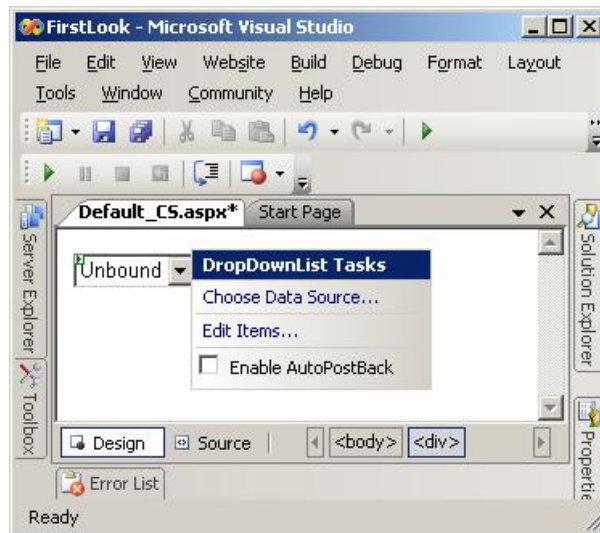 FirstLook - Microsoft Visual Studio
File Edit View Website Build Debug Format Layout
Tools Window Community Help
Default_CS.aspx* Start Page
Server Explorer
Toolbox
Unbound
DropDownList Tasks
Choose Data Source...
Edit Items...
Enable AutoPostBack
Solution Explorer
Propertie
Design Source <body> <div>
Error List
Ready